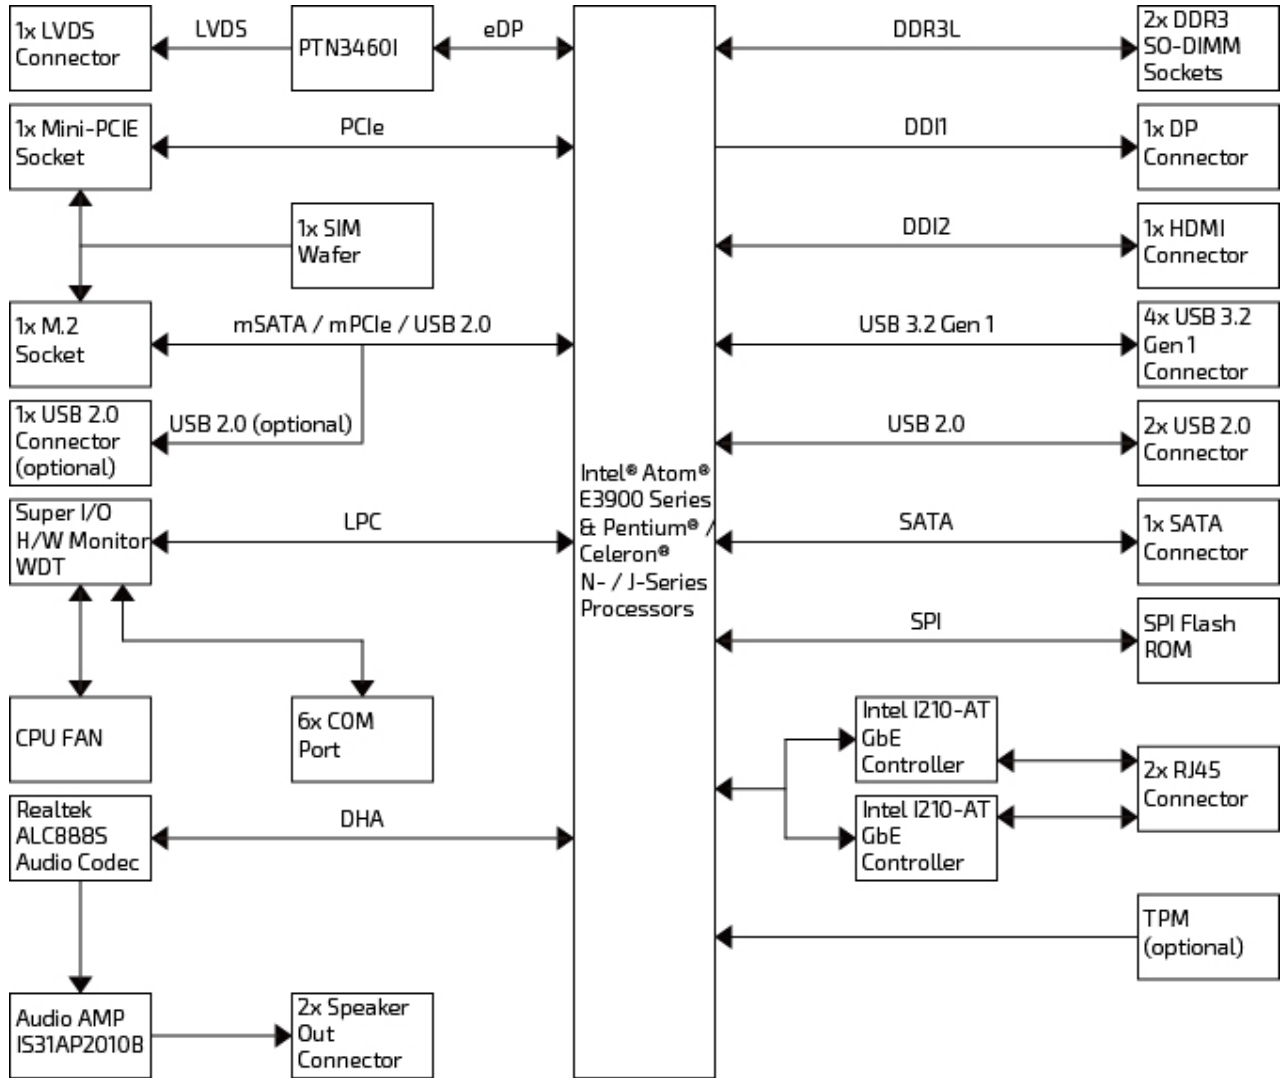 1x LVDS
Connector
LVDS
PTN3460I
eDP
DDR3L
2x DDR3
SO-DIMM
Sockets
1x Mini-PCIE
Socket
PCIe
DDI1
1x DP
Connector
1x SIM
Wafer
DDI2
1x HDMI
Connector
1x M.2
Socket
mSATA / mPCIe / USB 2.0
USB 3.2 Gen 1
4x USB 3.2
Gen 1
Connector
1x USB 2.0
Connector
(optional)
USB 2.0 (optional)
USB 2.0
2x USB 2.0
Connector
Intel® Atom®
E3900 Series
& Pentium® /
Celeron®
N- / J-Series
Processors
Super I/O
H/W Monitor
WDT
LPC
SATA
1x SATA
Connector
SPI
SPI Flash
ROM
CPU FAN
6x COM
Port
Intel I210-AT
GbE
Controller
2x RJ45
Connector
Realtek
ALC888S
Audio Codec
DHA
Intel I210-AT
GbE
Controller
TPM
(optional)
Audio AMP
IS31AP2010B
2x Speaker
Out
Connector